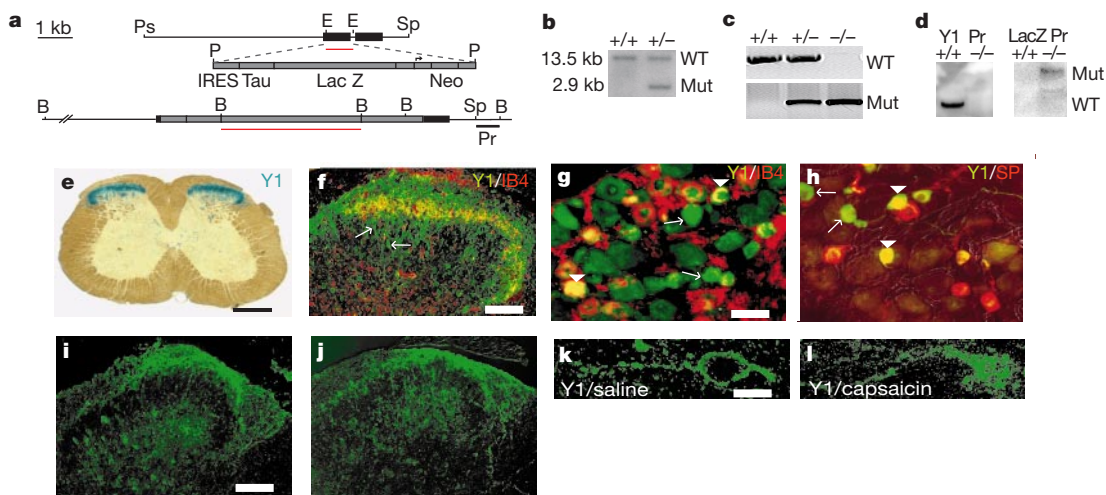 a
1 kb
Ps
E
E
Sp
P
P
IRES Tau Lac Z Neo
B
B
B
B
Sp
B
Pr
b
+/+ +/−
13.5 kb WT
2.9 kb Mut
c
+/+ +/− −/−
WT
Mut
d
Y1 Pr LacZ Pr
+/+ −/− +/+ −/−
Mut
WT
e Y1
f Y1/IB4
g Y1/IB4
h Y1/SP
i
j
k
Y1/saline
l
Y1/capsaicin